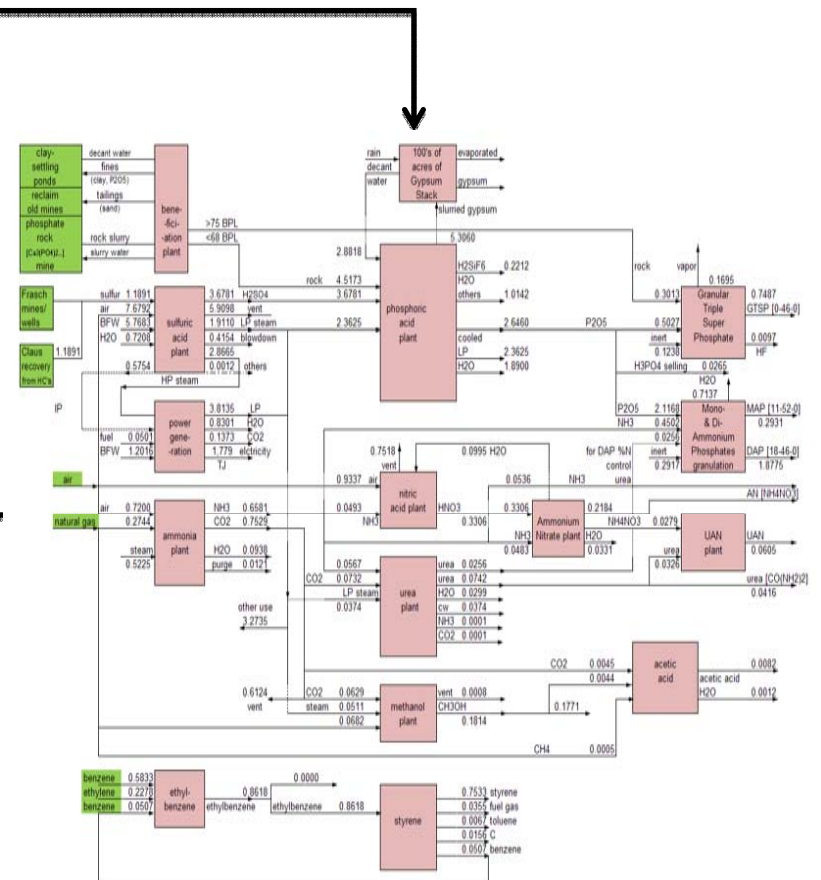 clay-
settling
ponds
reclaim
old mines
phosphate
rock
mine
decant water
fines
(clay, P2O5)
tailings
(sand)
rock slurry
slurry water
bene-
-fici-
-ation
plant
>75 BPL
<68 BPL
rain
decant
water
100's of
acres of
Gypsum
Stack
evaporated
gypsum
slurried gypsum
5.3060
2.8818
rock 4.5173
3.6781
2.3625
phosphoric
acid
plant
H2SiF6 0.2212
H2O
others 1.0142
2.6460 P2O5
cooled
LP 2.3625
H2O 1.8900
rock
vapor
0.1695
0.3013
0.5027
inert
0.1238
Granular
Triple
Super
Phosphate
0.7487
GTSP [0-46-0]
0.0097
HF
H3PO4 selling 0.0265
H2O
0.7137
Frasch
mines/
wells
Claus
recovery
from HC's
1.1891
sulfur 1.1891
air 7.6792
BFW 5.7683
H2O 0.7208
0.5754
sulfuric
acid
plant
3.6781 H2SO4
5.9098 vent
1.9110 LP steam
0.4154 blowdown
2.8665
0.0012 others
HP steam
IP
fuel 0.0501
BFW 1.2016
power
gene-
-ration
3.8135 LP
0.8301 H2O
0.1373 CO2
1.779 elctricity
TJ
P2O5 2.1168
NH3 0.4502
0.0256
inert
0.2917
Mono-
& Di-
Ammonium
Phosphates
granulation
MAP [11-52-0]
0.2931
DAP [18-46-0]
1.8775
for DAP %N
control
0.7518
vent
0.0995 H2O
0.0536 NH3
urea
AN [NH4NO3]
air
0.9337 air
0.0493
NH3
nitric
acid plant
HNO3
0.3306
0.3306
NH3
0.0483
Ammonium
Nitrate plant
0.2184
NH4NO3 0.0279
H2O
0.0331
urea
0.0326
UAN
plant
UAN
0.0605
natural gas
air 0.7200
0.2744
steam
0.5225
ammonia
plant
NH3 0.6581
CO2 0.7529
H2O 0.0938
purge 0.0121
0.0567
CO2 0.0732
LP steam
0.0374
urea
plant
urea 0.0256
urea 0.0742
H2O 0.0299
cw 0.0374
NH3 0.0001
CO2 0.0001
urea [CO(NH2)2]
0.0416
other use
3.2735
0.6124
vent
CO2 0.0629
steam 0.0511
0.0682
methanol
plant
vent 0.0008
CH3OH
0.1814
0.1771
CO2 0.0045
0.0044
CH4 0.0005
acetic
acid
0.0082
acetic acid
H2O
0.0012
benzene 0.5833
ethylene 0.2278
benzene 0.0507
ethyl-
benzene
0.8618
ethylbenzene
0.0000
ethylbenzene 0.8618
styrene
0.7533 styrene
0.0355 fuel gas
0.0067 toluene
0.0156 C
0.0507 benzene